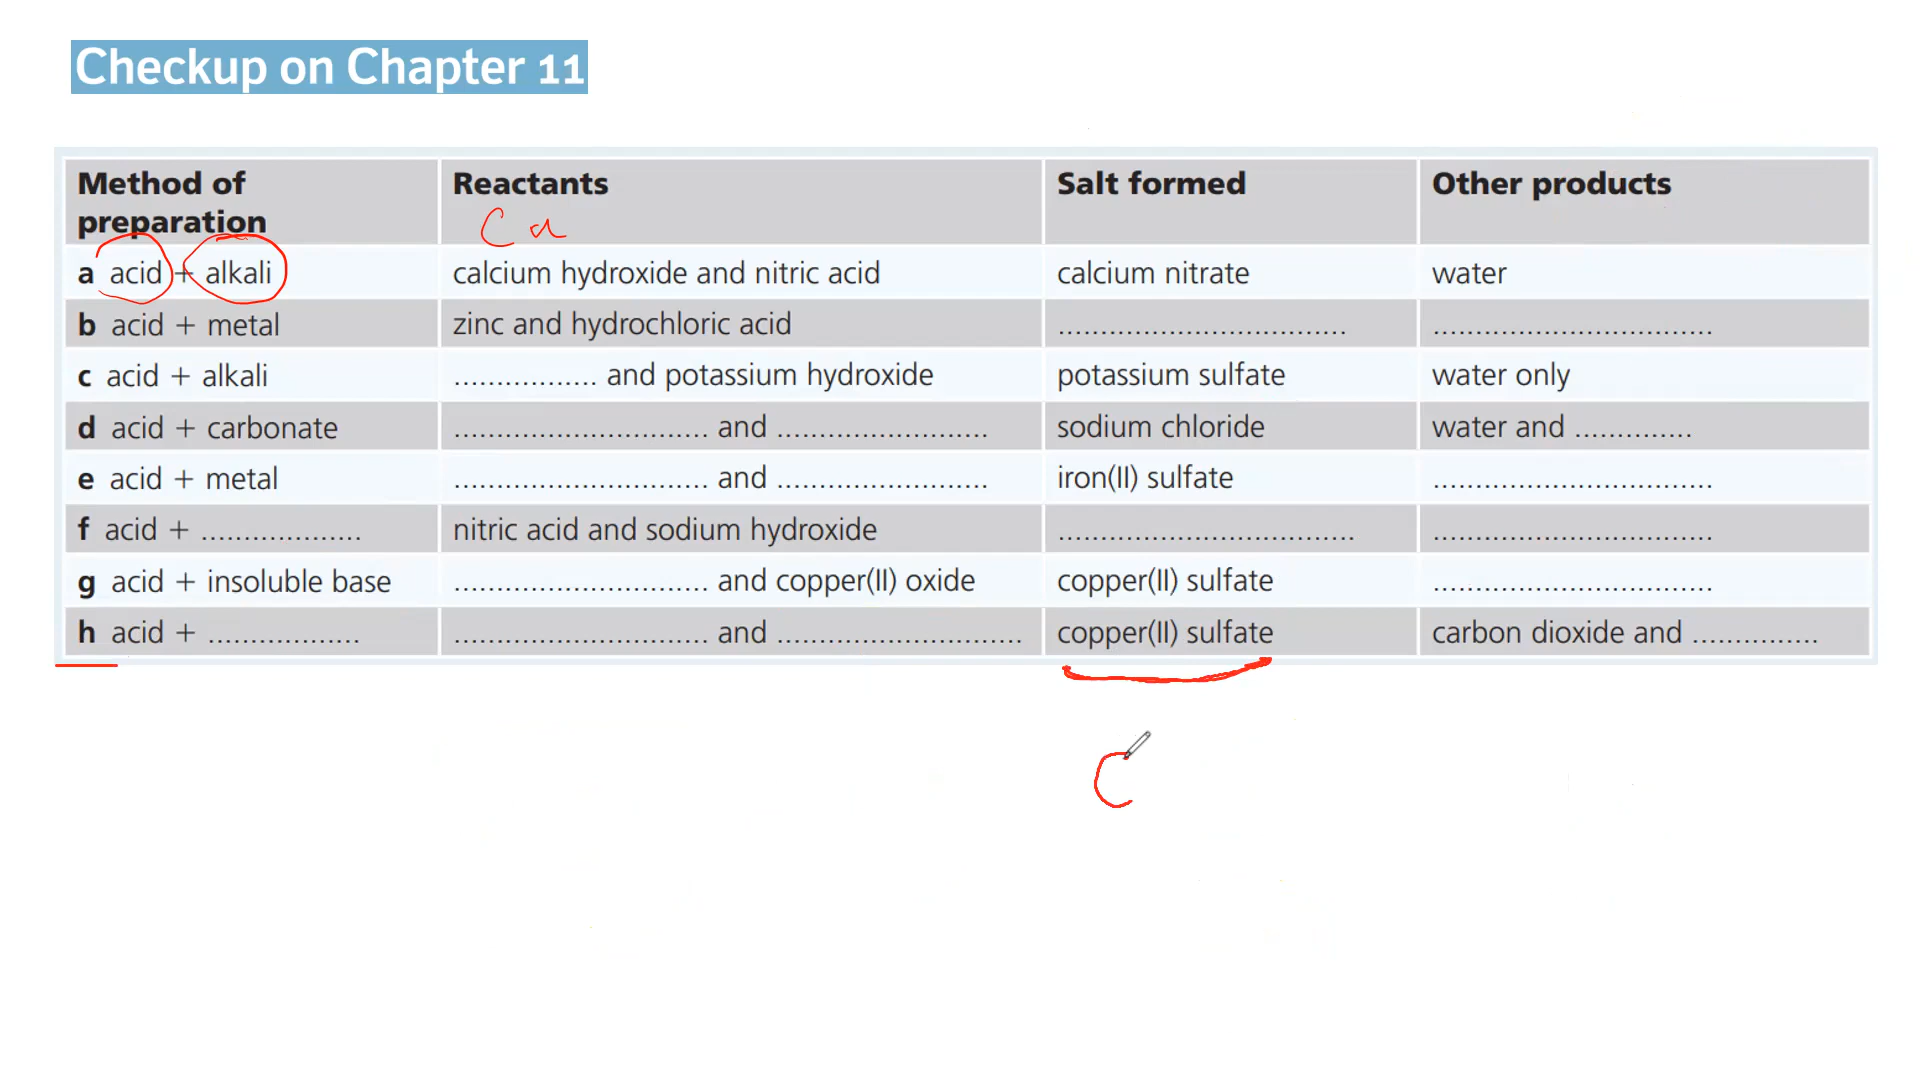 Checkup on Chapter 11
Method of preparation Reactants Salt formed Other products
C a
a acid + alkali calcium hydroxide and nitric acid calcium nitrate water
b acid + metal zinc and hydrochloric acid .................................. .................................
c acid + alkali ................. and potassium hydroxide potassium sulfate water only
d acid + carbonate .............................. and ......................... sodium chloride water and ..............
e acid + metal .............................. and ......................... iron(II) sulfate .................................
f acid + ................... nitric acid and sodium hydroxide ................................... .................................
g acid + insoluble base .............................. and copper(II) oxide copper(II) sulfate .................................
h acid + .................. .............................. and ............................. copper(II) sulfate carbon dioxide and ...............
C